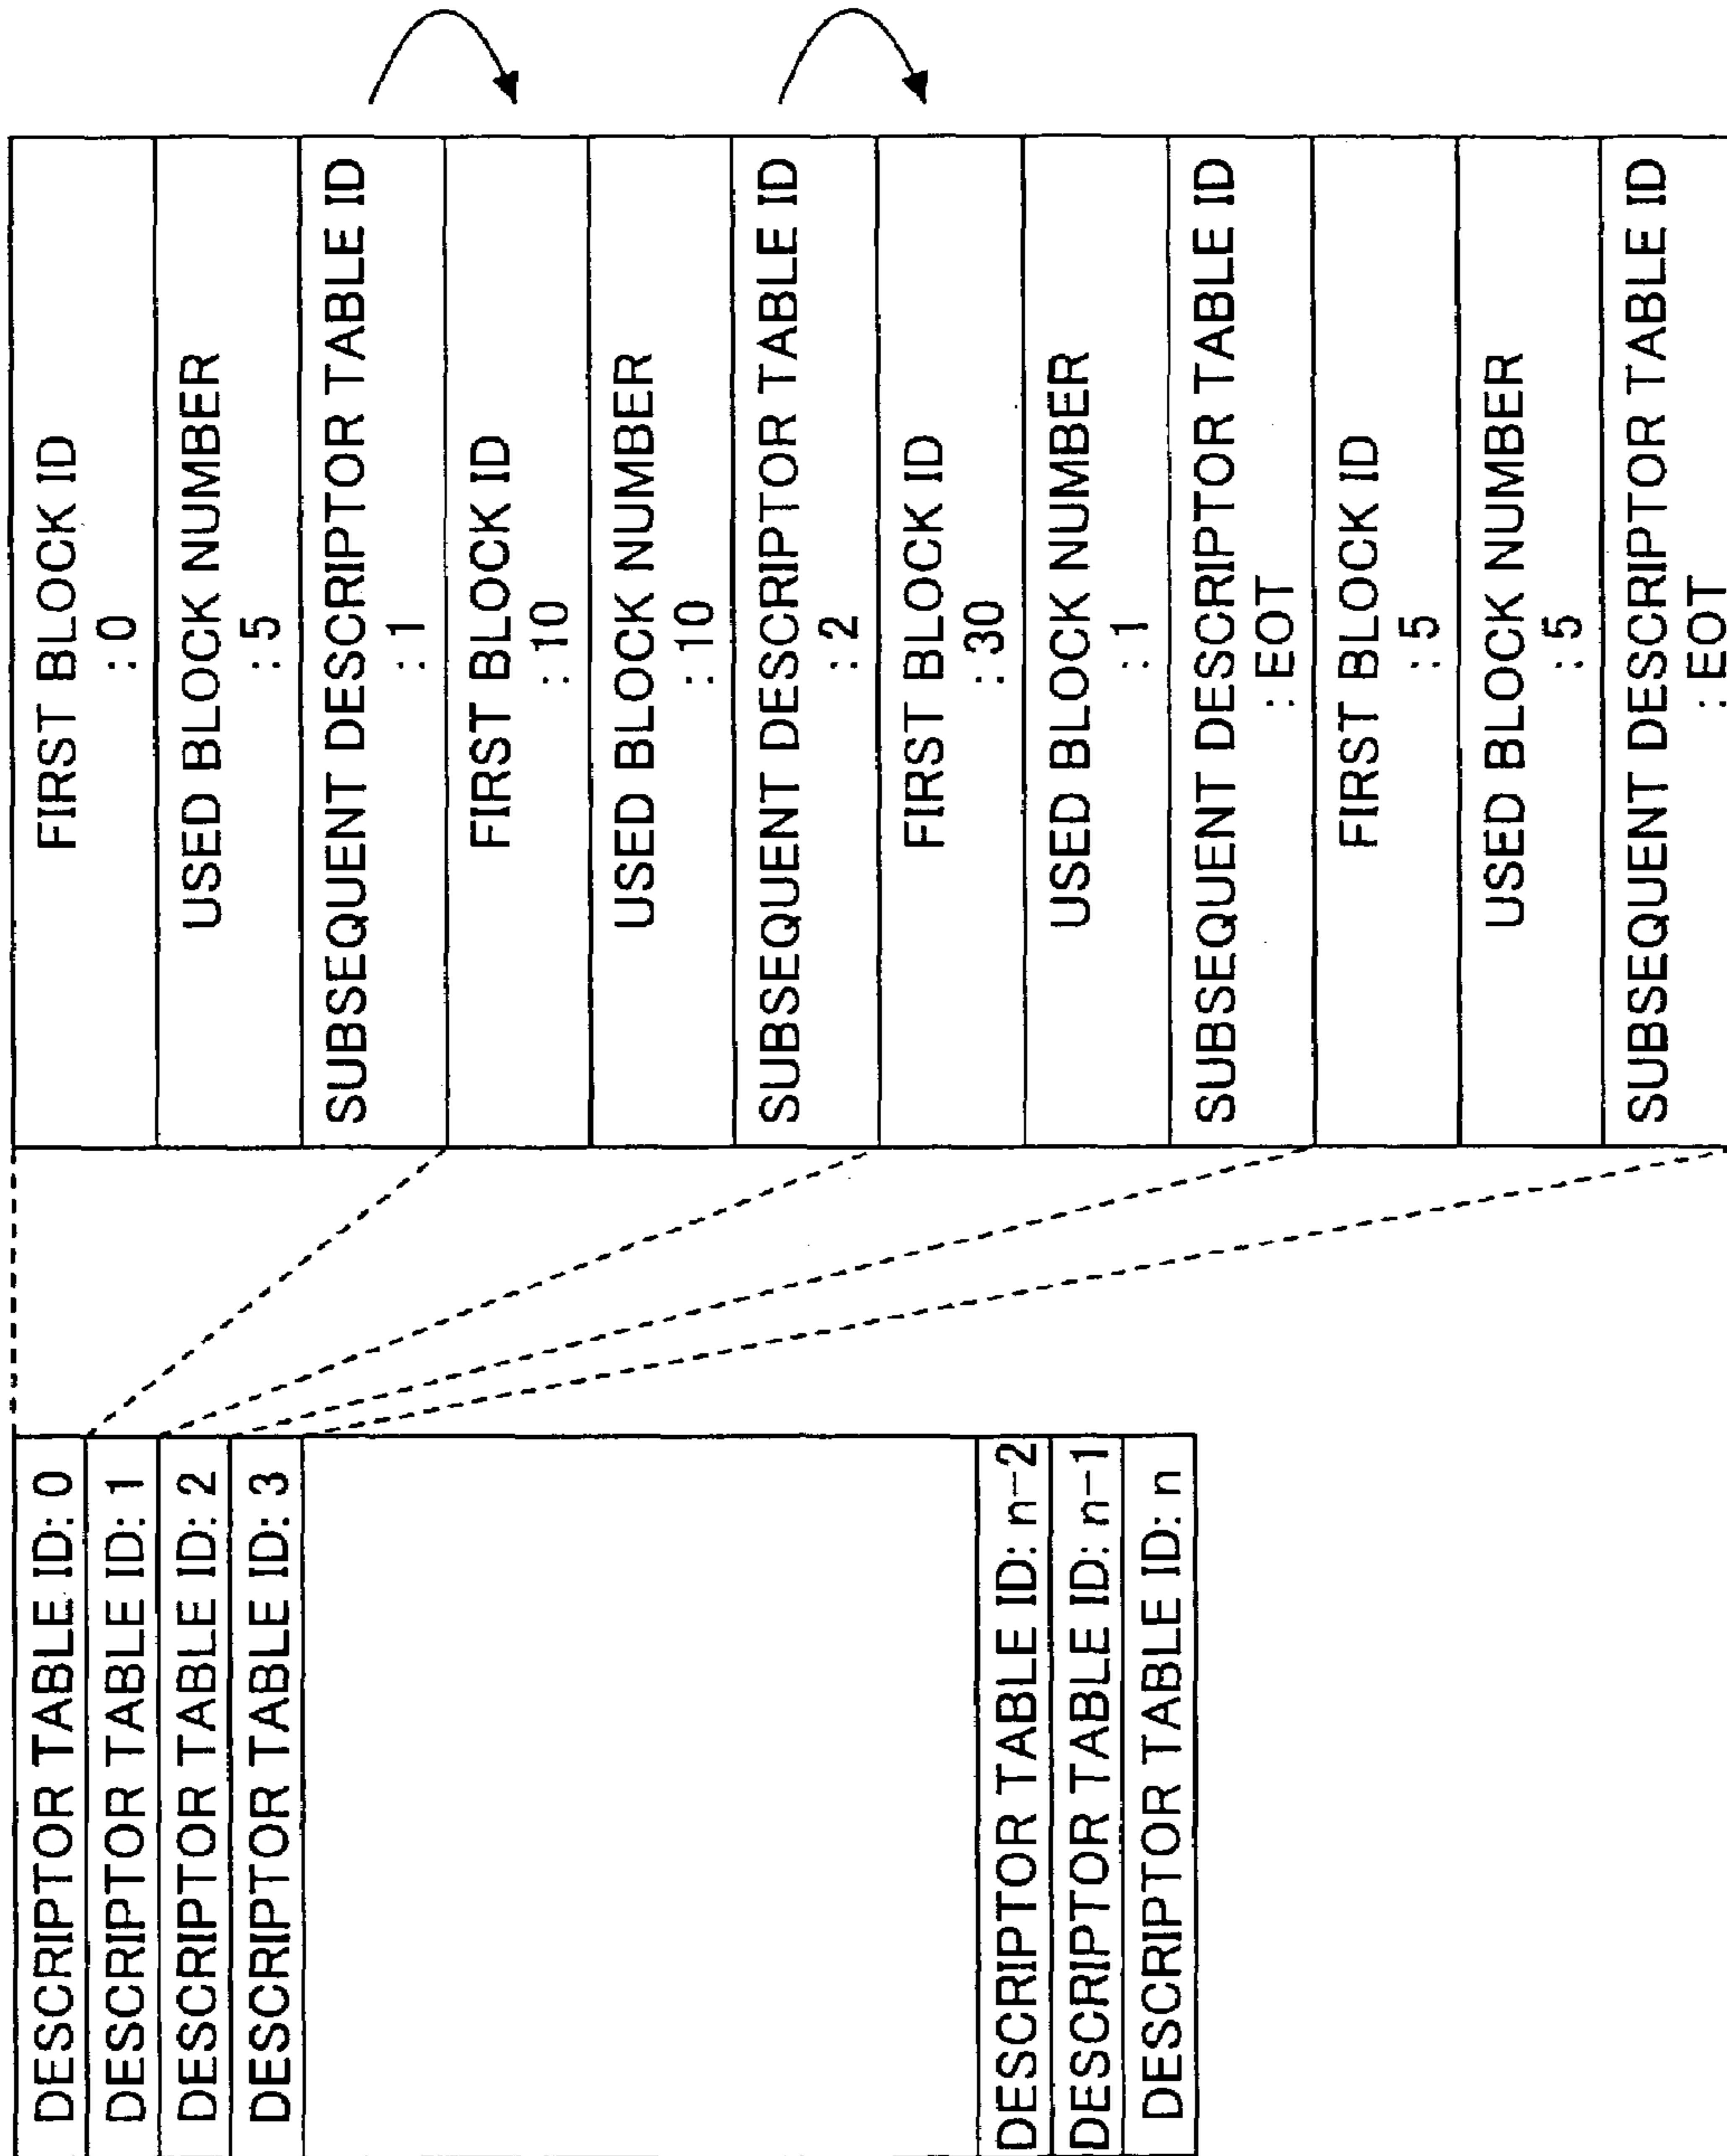 DESCRIPTOR TABLE ID: 0
DESCRIPTOR TABLE ID: 1
DESCRIPTOR TABLE ID: 2
DESCRIPTOR TABLE ID: 3
DESCRIPTOR TABLE ID: n-2
DESCRIPTOR TABLE ID: n-1
DESCRIPTOR TABLE ID: n
FIRST BLOCK ID
: 0
USED BLOCK NUMBER
: 5
SUBSEQUENT DESCRIPTOR TABLE ID
: 1
FIRST BLOCK ID
: 10
USED BLOCK NUMBER
: 10
SUBSEQUENT DESCRIPTOR TABLE ID
: 2
FIRST BLOCK ID
: 30
USED BLOCK NUMBER
: 1
SUBSEQUENT DESCRIPTOR TABLE ID
: EOT
FIRST BLOCK ID
: 5
USED BLOCK NUMBER
: 5
SUBSEQUENT DESCRIPTOR TABLE ID
: EOT